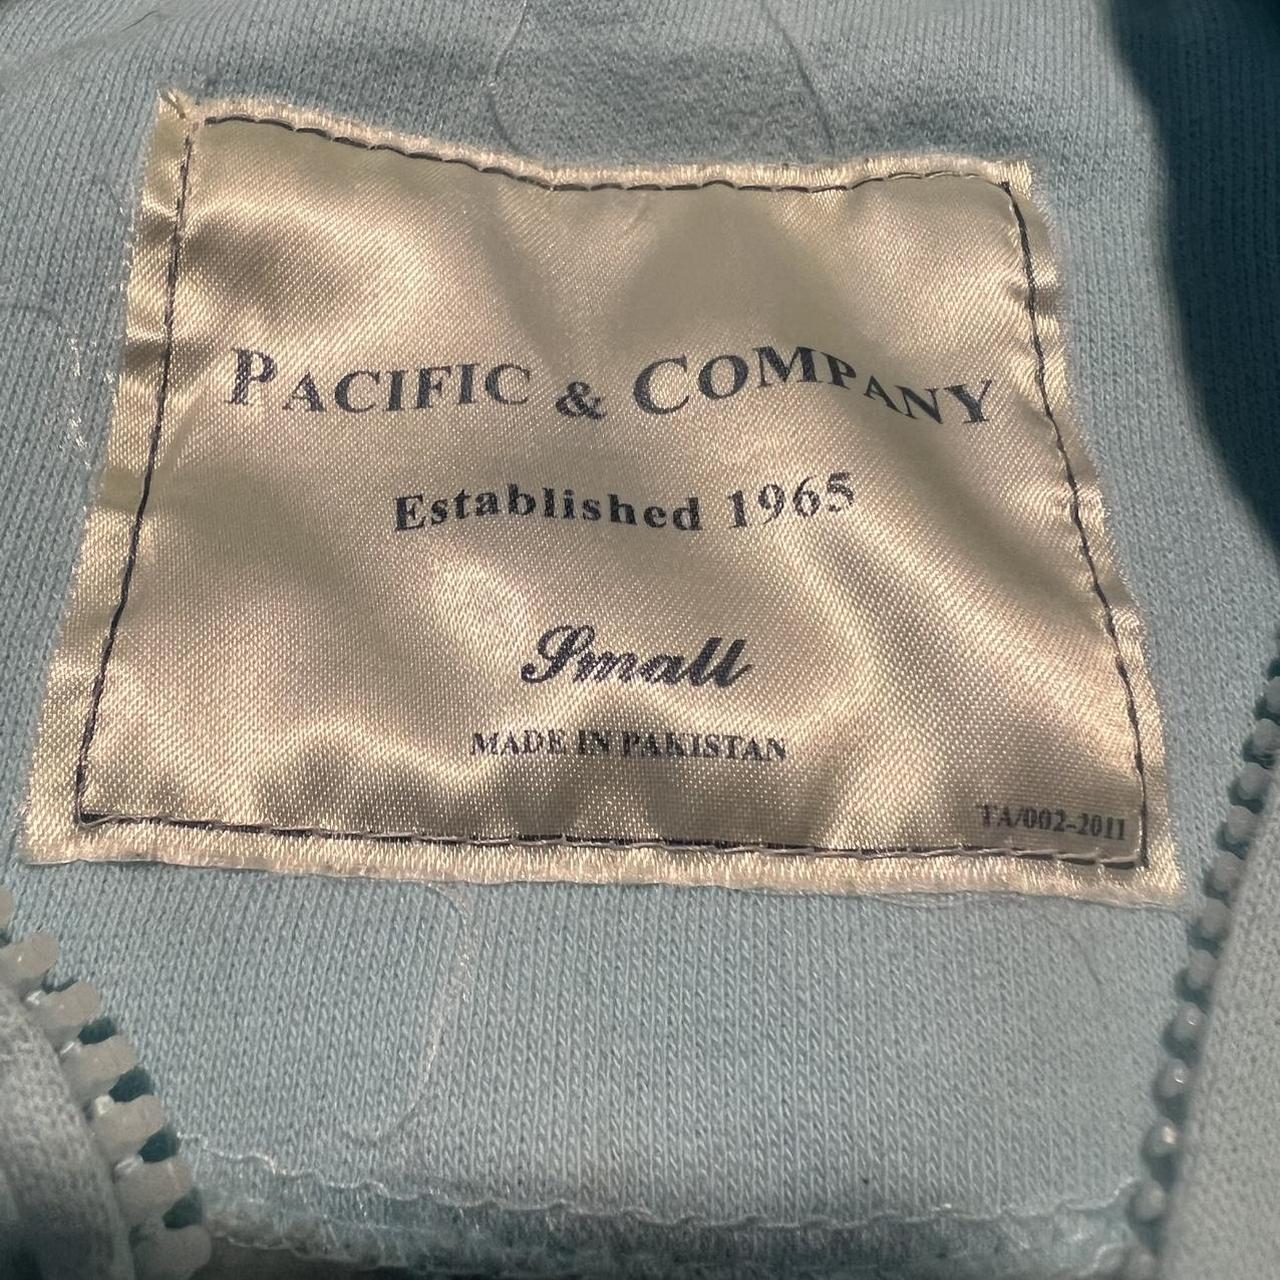 PACIFIC & COMPANY
Established 1965
Small
MADE IN PAKISTAN
TA/002-2011